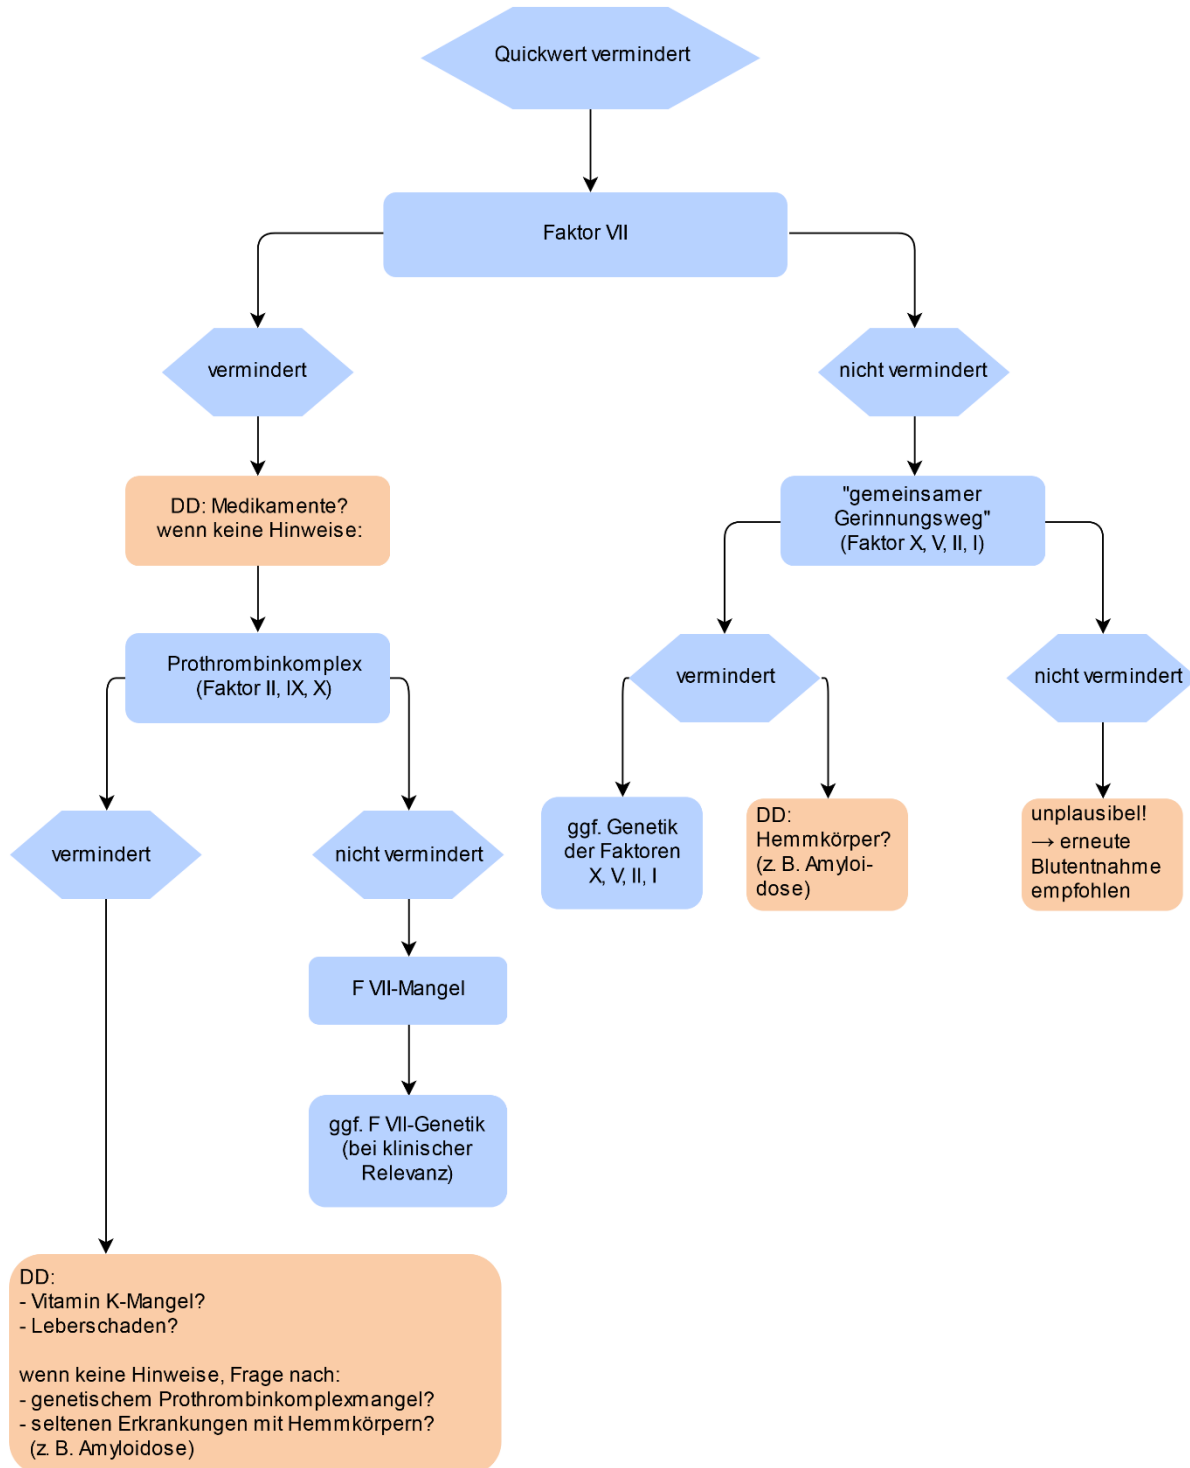 Quickwert vermindert
Faktor VII
vermindert
nicht vermindert
DD: Medikamente?
wenn keine Hinweise:
"gemeinsamer
Gerinnungsweg"
(Faktor X, V, II, I)
Prothrombinkomplex
(Faktor II, IX, X)
vermindert
nicht vermindert
vermindert
nicht vermindert
ggf. Genetik
der Faktoren
X, V, II, I
DD:
Hemmkörper?
(z. B. Amyloi-
dose)
unplausibel!
→ erneute
Blutentnahme
empfohlen
F VII-Mangel
ggf. F VII-Genetik
(bei klinischer
Relevanz)
DD:
- Vitamin K-Mangel?
- Leberschaden?
wenn keine Hinweise, Frage nach:
- genetischem Prothrombinkomplexmangel?
- seltenen Erkrankungen mit Hemmkörpern?
(z. B. Amyloidose)